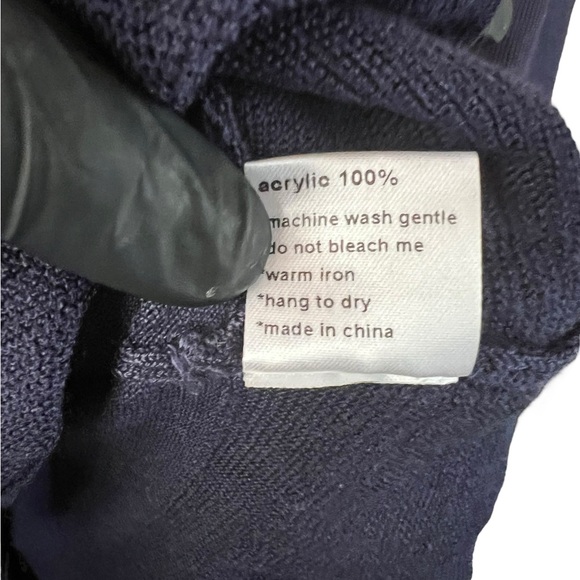 acrylic 100%
machine wash gentle
do not bleach me
*warm iron
*hang to dry
*made in china